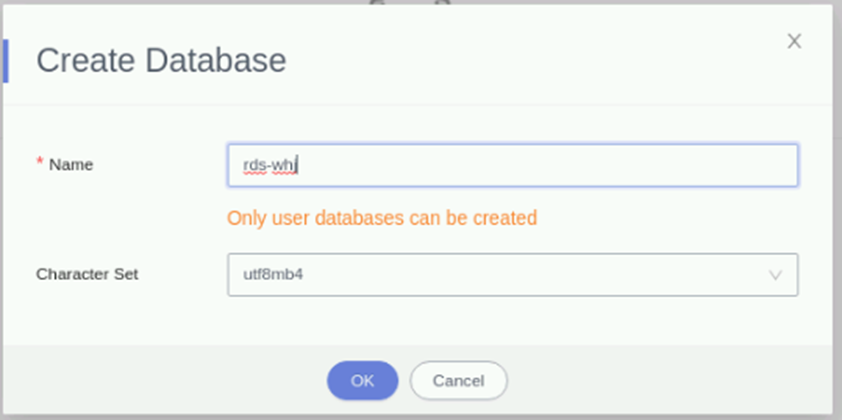 Create Database
* Name
rds-whj
Only user databases can be created
Character Set
utf8mb4
OK
Cancel